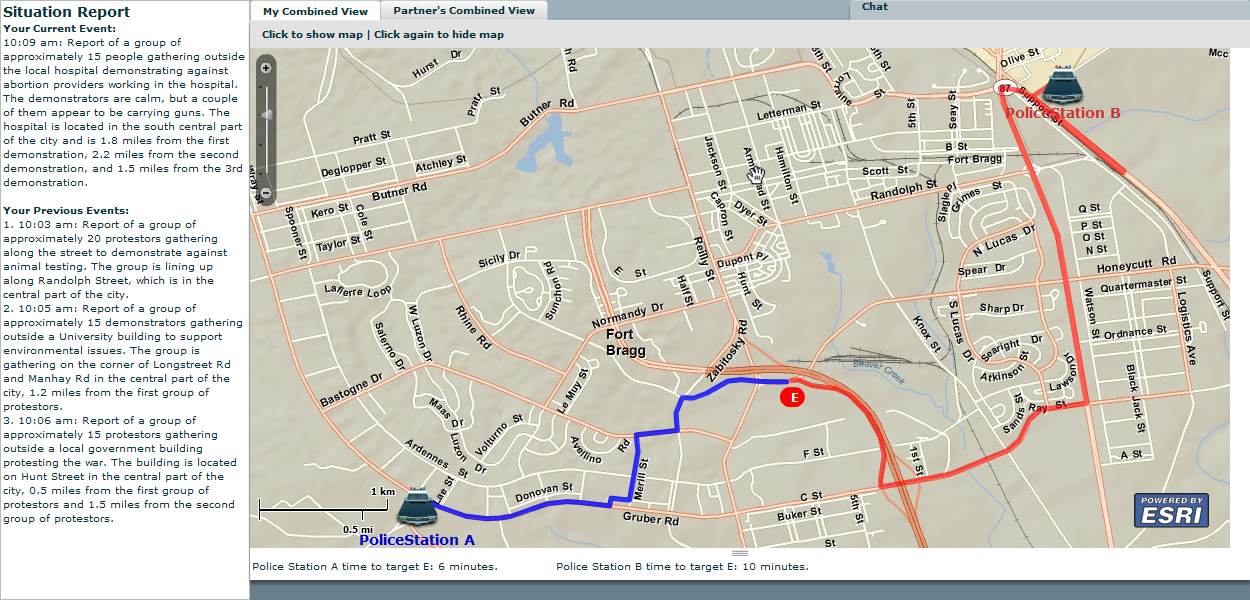 Situation Report
Your Current Event:
10:09 am: Report of a group of
approximately 15 people gathering outside
the local hospital demonstrating against
abortion providers working in the hospital.
The demonstrators are calm, but a couple
of them appear to be carrying guns. The
hospital is located in the south central part
of the city and is 1.8 miles from the first
demonstration, 2.2 miles from the second
demonstration, and 1.5 miles from the 3rd
demonstration.
Your Previous Events:
1. 10:03 am: Report of a group of
approximately 20 protestors gathering
along the street to demonstrate against
animal testing. The group is lining up
along Randolph Street, which is in the
central part of the city.
2. 10:05 am: Report of a group of
approximately 15 demonstrators gathering
outside a University building to support
environmental issues. The group is
gathering on the corner of Longstreet Rd
and Manhay Rd in the central part of the
city, 1.2 miles from the first group of
protestors.
3. 10:06 am: Report of a group of
approximately 15 protestors gathering
outside a local government building
protesting the war. The building is located
on Hunt Street in the central part of the
city, 0.5 miles from the first group of
protestors and 1.5 miles from the second
group of protestors.
My Combined View
Partner's Combined View
Chat
Click to show map | Click again to hide map
Hurst Dr
Pratt St
Butner Rd
Pratt St
Deglopper St
Atchley St
Butner Rd
Kero St
Cole St
Spooner St
Taylor St
Letterman St
Jackson St
Hamilton St
Capron St
Dyer St
Reilly St
Dupont Pl
Hunt St
Half St
E St
Normandy Dr
Sicily Dr
Rhine Rd
Lafferre Loop
W Luzon Dr
Salerno Dr
Fort
Bragg
Zabitosky Rd
Bastogne Dr
Le Muy St
Maas Dr
Luzon Dr
Volturno St
Avellino Rd
Ardennes St
Donovan St
Merill St
Gruber Rd
Olive St
Mcc
87
Support St
PoliceStation B
5th St
Seay St
B St
Fort Bragg
Scott St
Randolph St
Slagle Pl
Grimes St
N Lucas Dr
Spear Dr
Q St
P St
O St
N St
Honeycutt Rd
Quartermaster St
Support St
Watson St
Ordnance St
Logistics Ave
Sharp Dr
S Lucas Dr
Knox St
Searight Dr
Atkinson St
Beaver Creek
Sands St
Ray St
Black Jack St
A St
E
F St
1st St
C St
5th St
Buker St
St
1 km
0.5 mi
PoliceStation A
POWERED BY
ESRI
Police Station A time to target E: 6 minutes.
Police Station B time to target E: 10 minutes.